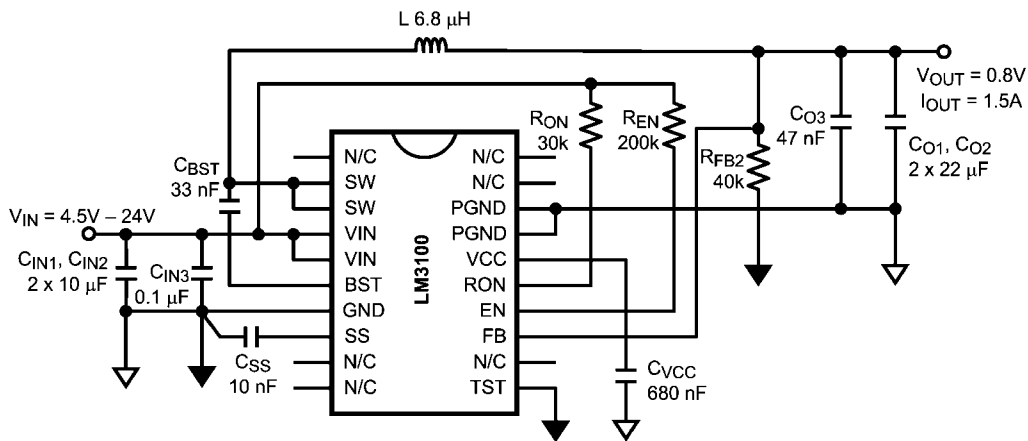 L 6.8 μH
VOUT = 0.8V
IOUT = 1.5A
RON
30k
REN
200k
CO3
47 nF
CO1, CO2
2 x 22 μF
RFB2
40k
CBST
33 nF
VIN = 4.5V – 24V
CIN1, CIN2
2 x 10 μF
CIN3
0.1 μF
CSS
10 nF
N/C
SW
SW
VIN
VIN
BST
GND
SS
N/C
N/C
LM3100
N/C
N/C
PGND
PGND
VCC
RON
EN
FB
N/C
TST
CVCC
680 nF